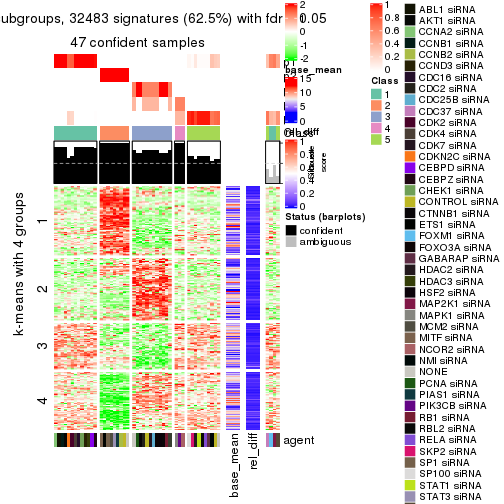 ubgroups, 32483 signatures (62.5%) with fdr 0.05
47 confident samples
2
1
0
-1
-2
base_mean
15
10
5
0
rel_diff
1
0.8
0.6
0.4
0.2
0
1
0.8
0.6
0.4
0.2
0
Class
1
2
3
4
5
Class
score
Status (barplots)
confident
ambiguous
k-means with 4 groups
1
2
3
4
agent
base_mean
rel_diff
ABL1 siRNA
AKT1 siRNA
CCNA2 siRNA
CCNB1 siRNA
CCNB2 siRNA
CCND3 siRNA
CDC16 siRNA
CDC2 siRNA
CDC25B siRNA
CDC37 siRNA
CDK2 siRNA
CDK4 siRNA
CDK7 siRNA
CDKN2C siRNA
CEBPD siRNA
CEBPZ siRNA
CHEK1 siRNA
CONTROL siRNA
CTNNB1 siRNA
ETS1 siRNA
FOXM1 siRNA
FOXO3A siRNA
GABARAP siRNA
HDAC2 siRNA
HDAC3 siRNA
HSF2 siRNA
MAP2K1 siRNA
MAPK1 siRNA
MCM2 siRNA
MITF siRNA
NCOR2 siRNA
NMI siRNA
NONE
PCNA siRNA
PIAS1 siRNA
PIK3CB siRNA
RB1 siRNA
RBL2 siRNA
RELA siRNA
SKP2 siRNA
SP1 siRNA
SP100 siRNA
STAT1 siRNA
STAT3 siRNA